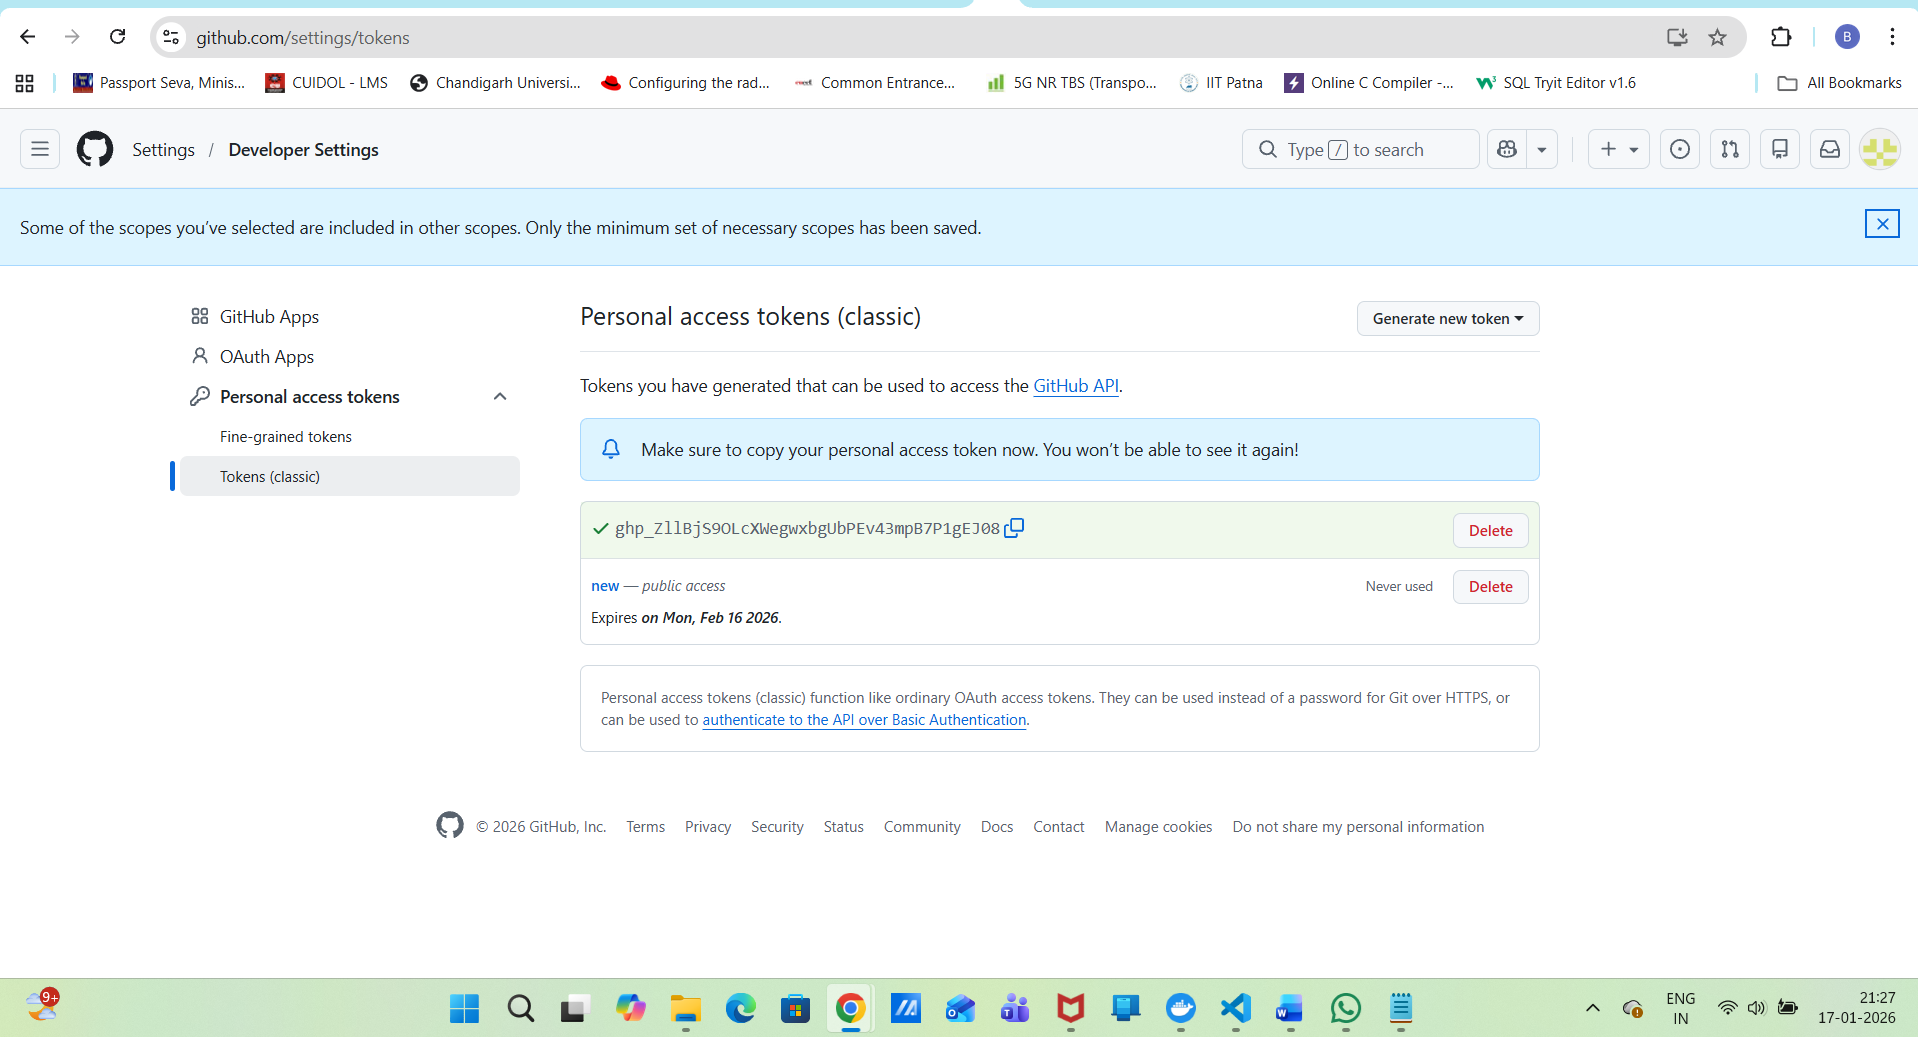 github.com/settings/tokens
B
Passport Seva, Minis... CUIDOL - LMS Chandigarh Universi... Configuring the rad... Common Entrance... 5G NR TBS (Transpo... IIT Patna Online C Compiler -... SQL Tryit Editor v1.6 All Bookmarks
Settings / Developer Settings
Type / to search
Some of the scopes you’ve selected are included in other scopes. Only the minimum set of necessary scopes has been saved.
GitHub Apps
OAuth Apps
Personal access tokens
Fine-grained tokens
Tokens (classic)
Personal access tokens (classic)
Generate new token
Tokens you have generated that can be used to access the GitHub API.
Make sure to copy your personal access token now. You won’t be able to see it again!
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
Delete
new — public access
Never used
Delete
Expires on Mon, Feb 16 2026.
Personal access tokens (classic) function like ordinary OAuth access tokens. They can be used instead of a password for Git over HTTPS, or
can be used to authenticate to the API over Basic Authentication.
© 2026 GitHub, Inc. Terms Privacy Security Status Community Docs Contact Manage cookies Do not share my personal information
9+
ENG
IN
21:27
17-01-2026